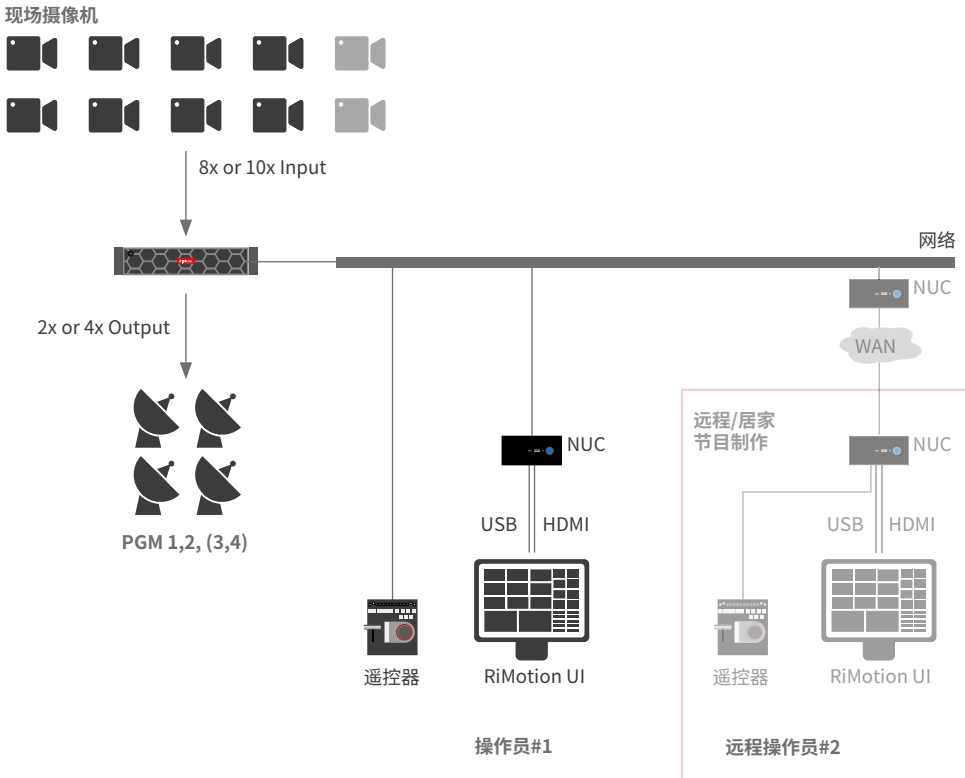 现场摄像机
8x or 10x Input
网络
NUC
2x or 4x Output
WAN
远程/居家
节目制作
NUC
NUC
USB
HDMI
USB
HDMI
PGM 1,2, (3,4)
遥控器
RiMotion UI
遥控器
RiMotion UI
操作员#1
远程操作员#2